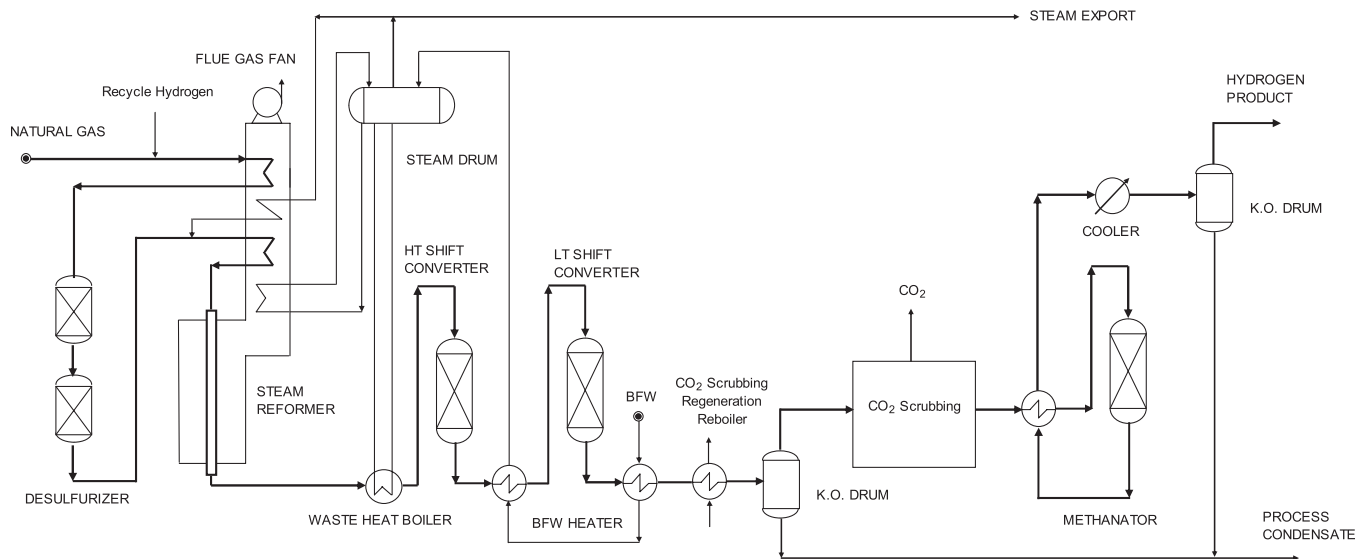 STEAM EXPORT
FLUE GAS FAN
HYDROGEN
PRODUCT
Recycle Hydrogen
NATURAL GAS
STEAM DRUM
K.O. DRUM
COOLER
HT SHIFT
CONVERTER
LT SHIFT
CONVERTER
CO2
STEAM
REFORMER
BFW
CO2 Scrubbing
Regeneration
Reboiler
CO2 Scrubbing
DESULFURIZER
WASTE HEAT BOILER
BFW HEATER
K.O. DRUM
METHANATOR
PROCESS
CONDENSATE